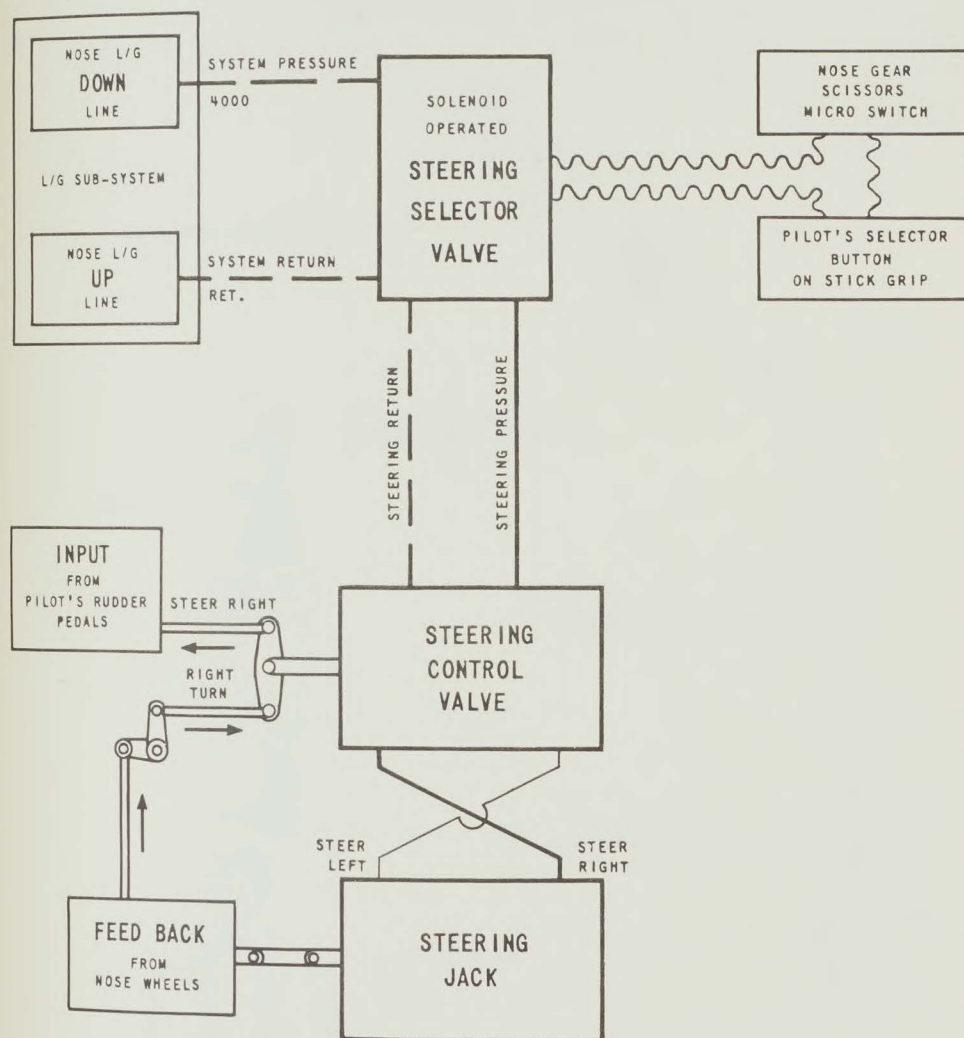 NOSE L/G
DOWN
LINE
L/G SUB-SYSTEM
NOSE L/G
UP
LINE
SYSTEM PRESSURE
4000
SYSTEM RETURN
RET.
SOLENOID
OPERATED
STEERING
SELECTOR
VALVE
NOSE GEAR
SCISSORS
MICRO SWITCH
PILOT'S SELECTOR
BUTTON
ON STICK GRIP
STEERING RETURN
STEERING PRESSURE
INPUT
FROM
PILOT'S RUDDER
PEDALS
STEER RIGHT
RIGHT
TURN
STEERING
CONTROL
VALVE
STEER
LEFT
STEER
RIGHT
FEED BACK
FROM
NOSE WHEELS
STEERING
JACK